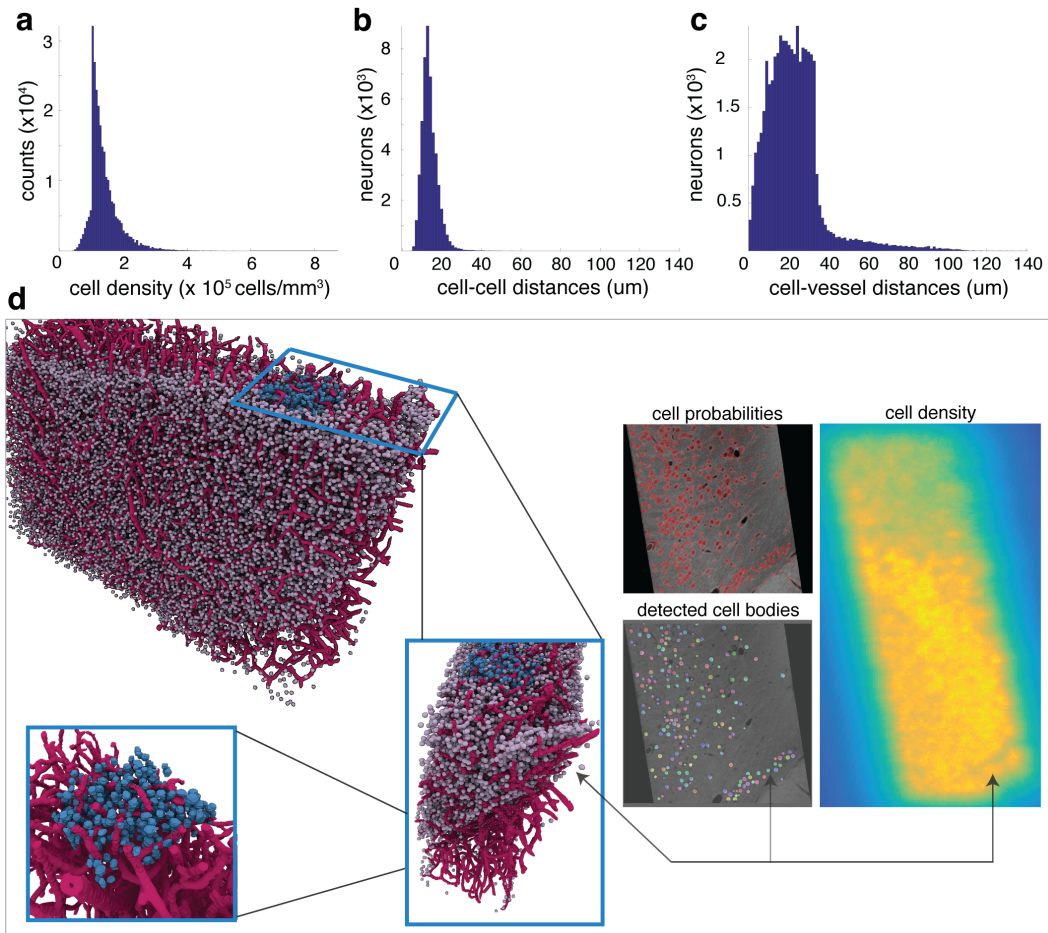 a
3
2
1
counts (x10⁴)
0
2
4
6
8
cell density (x 10⁵ cells/mm³)
b
8
6
4
2
neurons (x10³)
0
20
40
60
80
100
120
140
cell-cell distances (um)
c
2
1.5
1
0.5
neurons (x10³)
0
20
40
60
80
100
120
140
cell-vessel distances (um)
d
cell probabilities
cell density
detected cell bodies